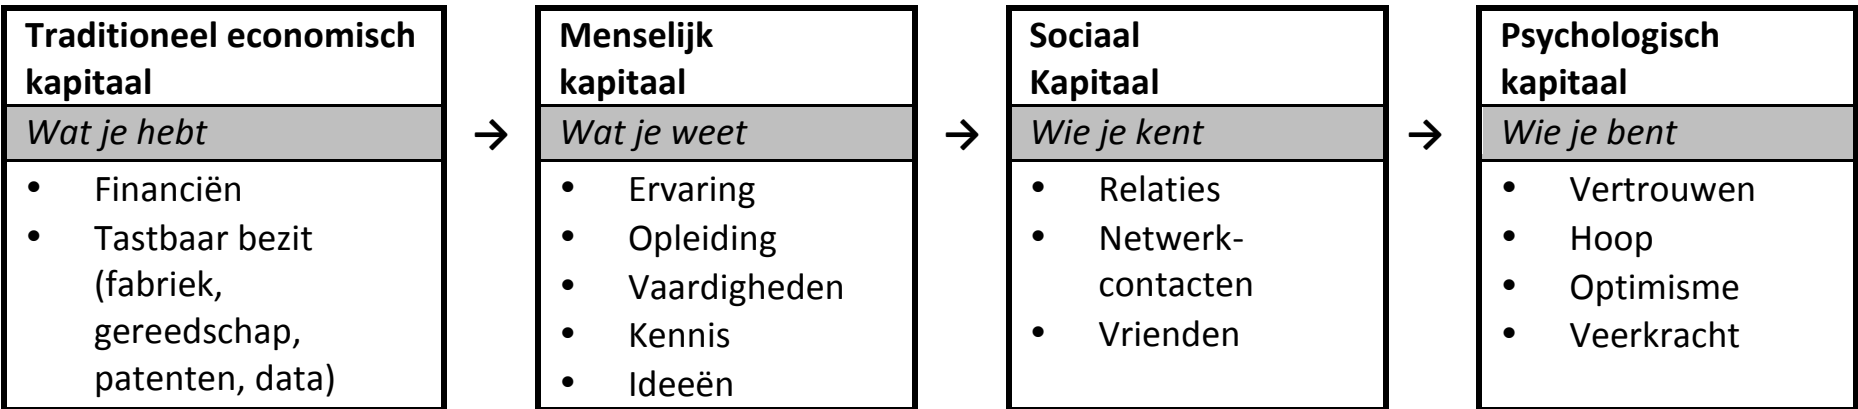 Traditioneel economisch
kapitaal
Wat je hebt
• Financiën
• Tastbaar bezit
(fabriek,
gereedschap,
patenten, data)
→
Menselijk
kapitaal
Wat je weet
• Ervaring
• Opleiding
• Vaardigheden
• Kennis
• Ideeën
→
Sociaal
Kapitaal
Wie je kent
• Relaties
• Netwerk-
contacten
• Vrienden
→
Psychologisch
kapitaal
Wie je bent
• Vertrouwen
• Hoop
• Optimisme
• Veerkracht